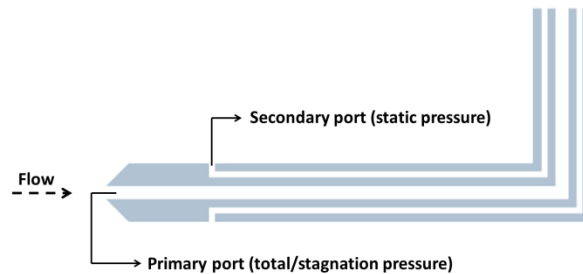 Secondary port (static pressure)
Flow
Primary port (total/stagnation pressure)